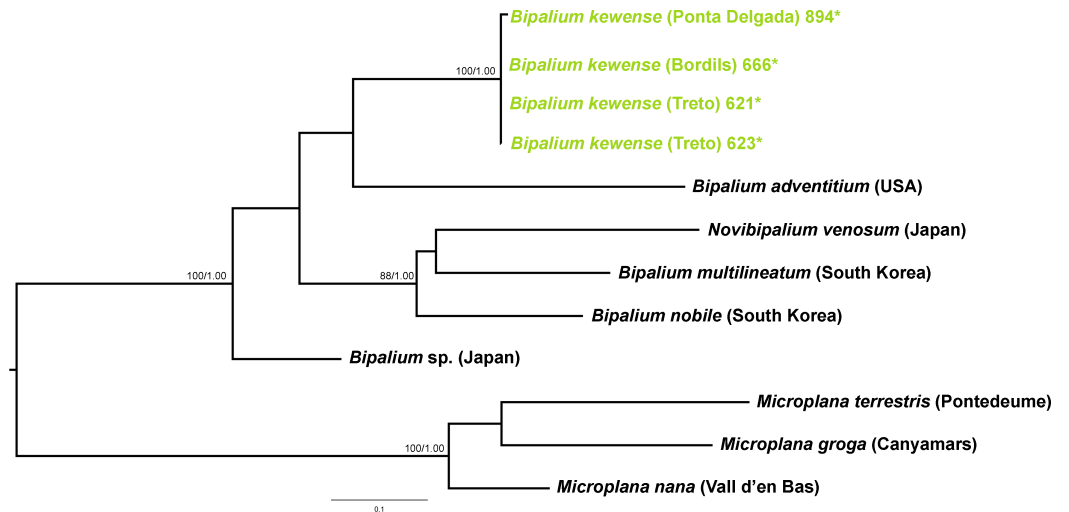 Bipalium kewense (Ponta Delgada) 894*
100/1.00
Bipalium kewense (Bordils) 666*
Bipalium kewense (Treto) 621*
Bipalium kewense (Treto) 623*
Bipalium adventitium (USA)
Novibipalium venosum (Japan)
100/1.00
88/1.00
Bipalium multilineatum (South Korea)
Bipalium nobile (South Korea)
Bipalium sp. (Japan)
Microplana terrestris (Pontedeume)
100/1.00
Microplana groga (Canyamars)
Microplana nana (Vall d'en Bas)
0.1